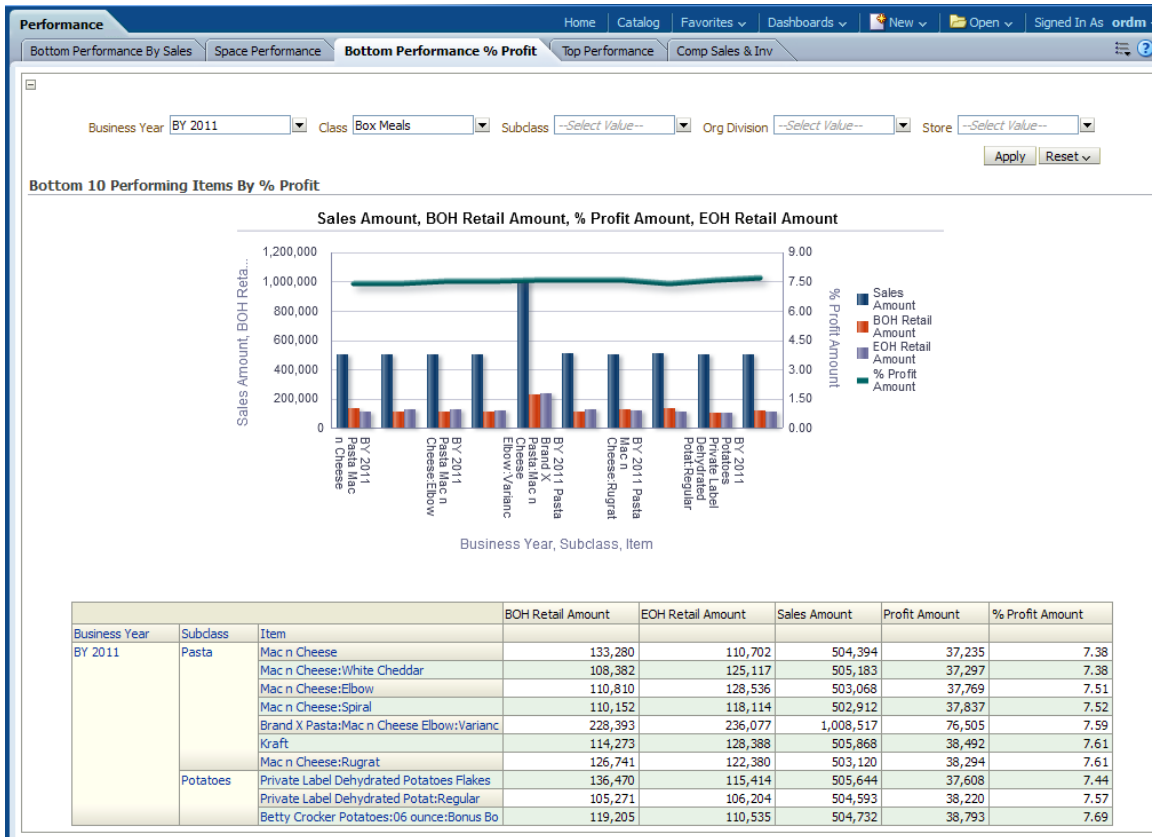 Performance
Home Catalog Favorites Dashboards New Open Signed In As ordm
Bottom Performance By Sales Space Performance Bottom Performance % Profit Top Performance Comp Sales & Inv
Business Year BY 2011 Class Box Meals Subclass --Select Value-- Org Division --Select Value-- Store --Select Value--
Apply Reset
Bottom 10 Performing Items By % Profit
Sales Amount, BOH Retail Amount, % Profit Amount, EOH Retail Amount
Sales Amount, BOH Reta...
1,200,000
1,000,000
800,000
600,000
400,000
200,000
0
9.00
7.50
6.00
4.50
3.00
1.50
0.00
% Profit Amount
Sales
Amount
BOH Retail
Amount
EOH Retail
Amount
% Profit
Amount
BY 2011
Pasta Mac
n Cheese
BY 2011
Pasta Mac n
Cheese:Elbow
BY 2011 Pasta
Brand X
Pasta:Mac n
Cheese
Elbow:Varianc
BY 2011 Pasta
Mac n
Cheese:Rugrat
BY 2011
Potatoes
Private Label
Dehydrated
Potat:Regular
Business Year, Subclass, Item
BOH Retail Amount EOH Retail Amount Sales Amount Profit Amount % Profit Amount
Business Year Subclass Item
BY 2011 Pasta Mac n Cheese 133,280 110,702 504,394 37,235 7.38
Mac n Cheese:White Cheddar 108,382 125,117 505,183 37,297 7.38
Mac n Cheese:Elbow 110,810 128,536 503,068 37,769 7.51
Mac n Cheese:Spiral 110,152 118,114 502,912 37,837 7.52
Brand X Pasta:Mac n Cheese Elbow:Varianc 228,393 236,077 1,008,517 76,505 7.59
Kraft 114,273 128,388 505,868 38,492 7.61
Mac n Cheese:Rugrat 126,741 122,380 503,120 38,294 7.61
Potatoes Private Label Dehydrated Potatoes Flakes 136,470 115,414 505,644 37,608 7.44
Private Label Dehydrated Potat:Regular 105,271 106,204 504,593 38,220 7.57
Betty Crocker Potatoes:06 ounce:Bonus Bo 119,205 110,535 504,732 38,793 7.69